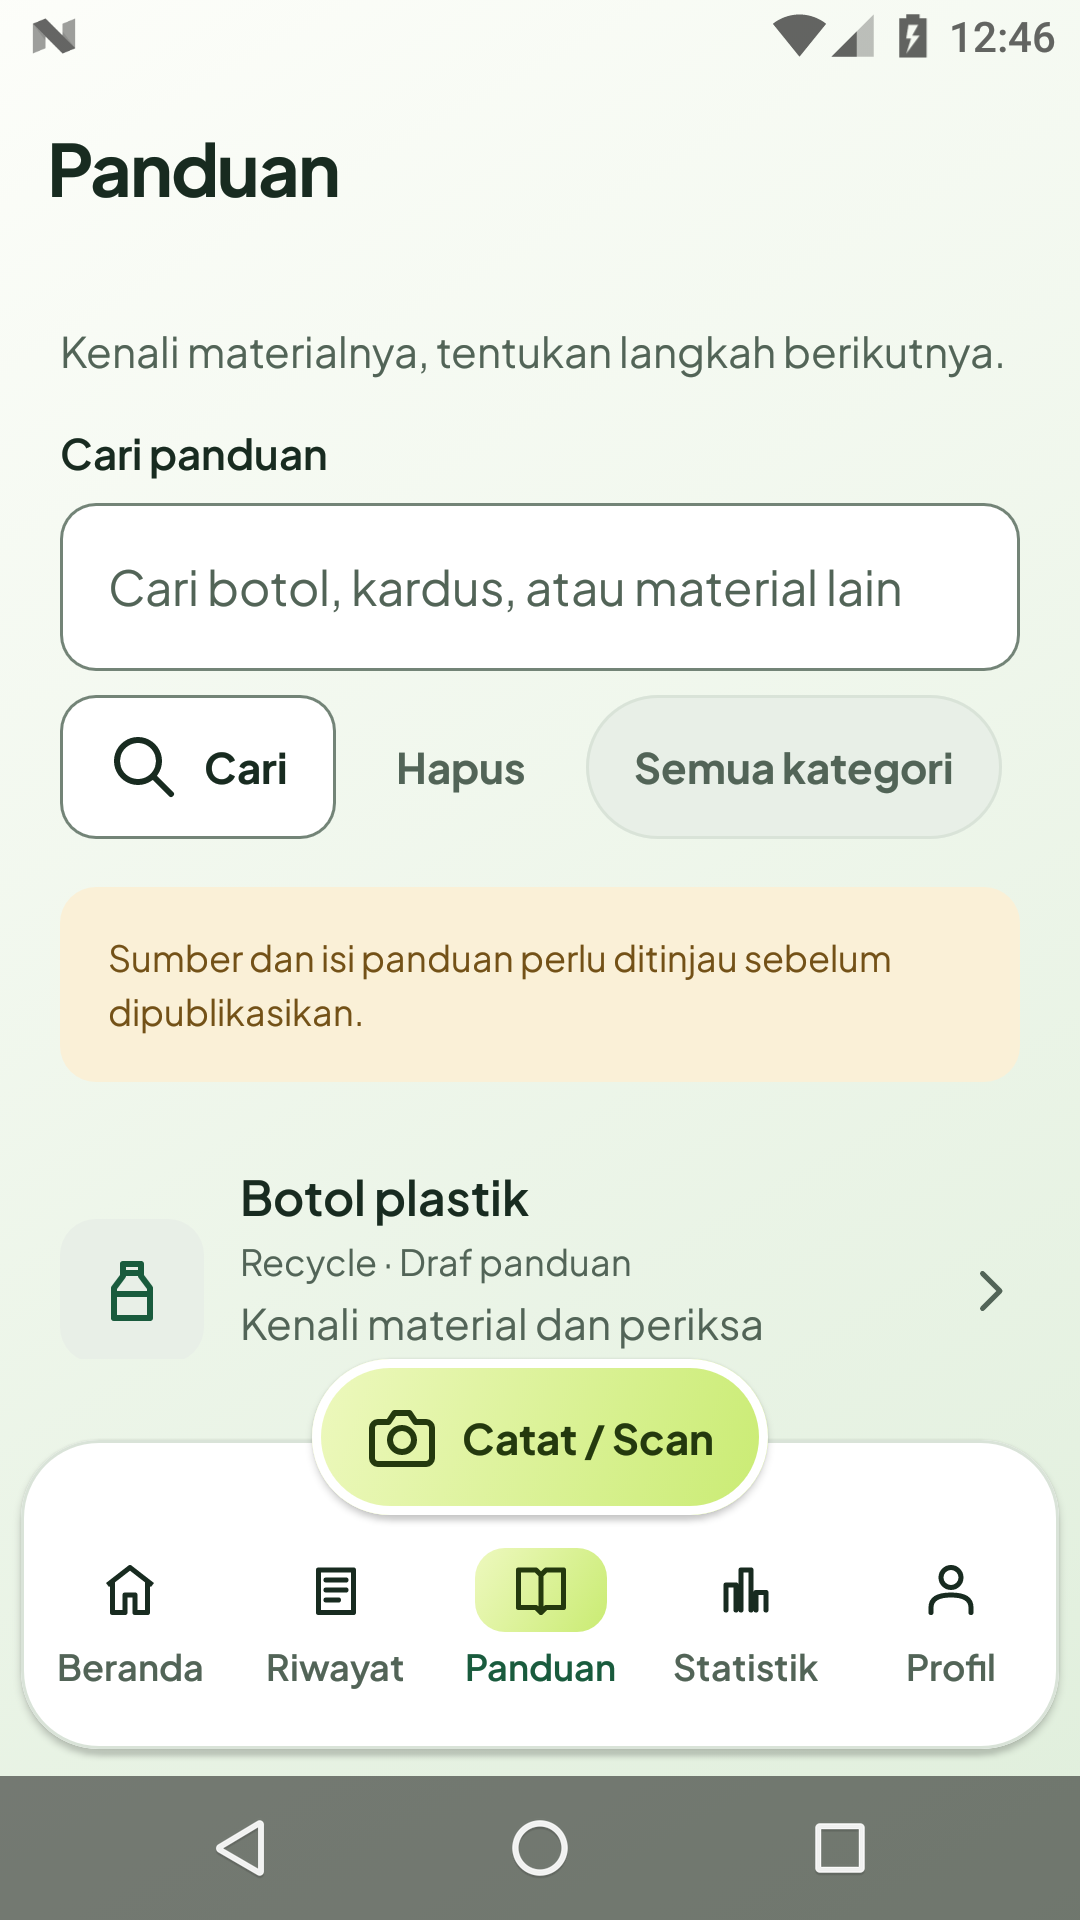 12:46
Panduan
Kenali materialnya, tentukan langkah berikutnya.
Cari panduan
Cari botol, kardus, atau material lain
Cari
Hapus
Semua kategori
Sumber dan isi panduan perlu ditinjau sebelum
dipublikasikan.
Botol plastik
Recycle · Draf panduan
Kenali material dan periksa
Catat / Scan
Beranda
Riwayat
Panduan
Statistik
Profil